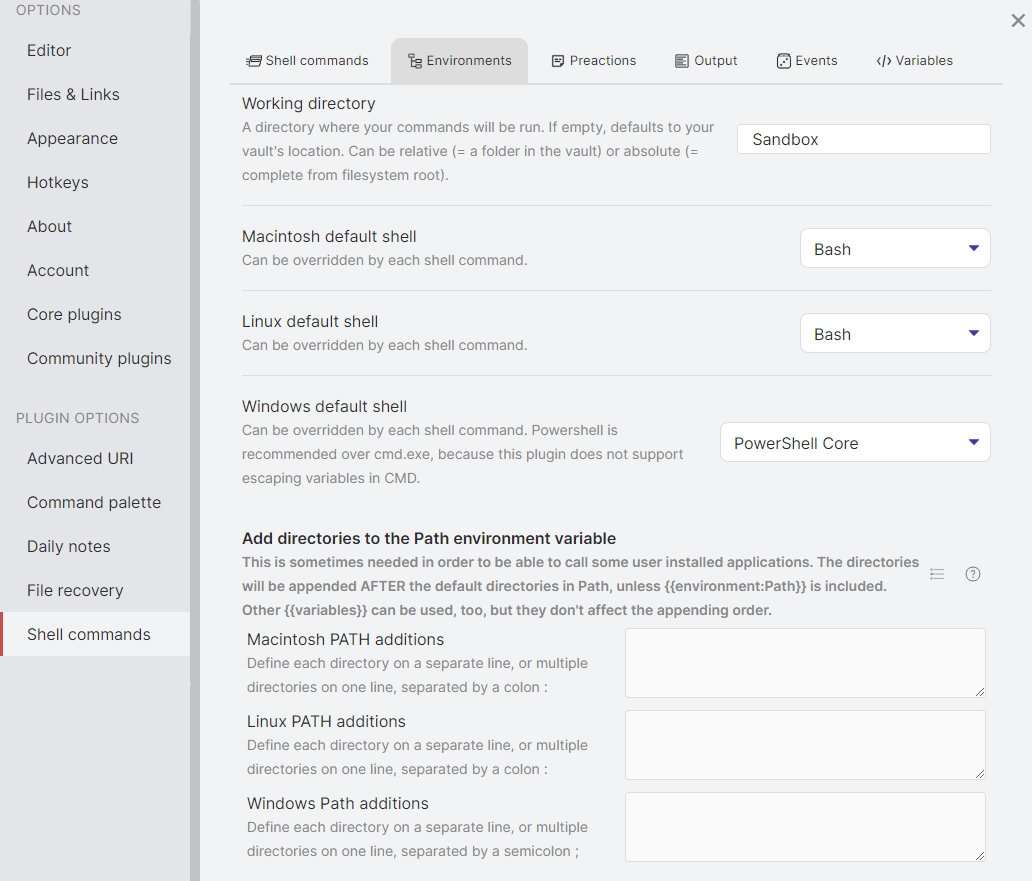 OPTIONS
Editor
Files & Links
Appearance
Hotkeys
About
Account
Core plugins
Community plugins
PLUGIN OPTIONS
Advanced URI
Command palette
Daily notes
File recovery
Shell commands
Shell commands
Environments
Preactions
Output
Events
Variables
Working directory
A directory where your commands will be run. If empty, defaults to your
vault's location. Can be relative (= a folder in the vault) or absolute (=
complete from filesystem root).
Sandbox
Macintosh default shell
Can be overridden by each shell command.
Bash
Linux default shell
Can be overridden by each shell command.
Bash
Windows default shell
Can be overridden by each shell command. Powershell is
recommended over cmd.exe, because this plugin does not support
escaping variables in CMD.
PowerShell Core
Add directories to the Path environment variable
This is sometimes needed in order to be able to call some user installed applications. The directories
will be appended AFTER the default directories in Path, unless {{environment:Path}} is included.
Other {{variables}} can be used, too, but they don't affect the appending order.
Macintosh PATH additions
Define each directory on a separate line, or multiple
directories on one line, separated by a colon :
Linux PATH additions
Define each directory on a separate line, or multiple
directories on one line, separated by a colon :
Windows Path additions
Define each directory on a separate line, or multiple
directories on one line, separated by a semicolon ;